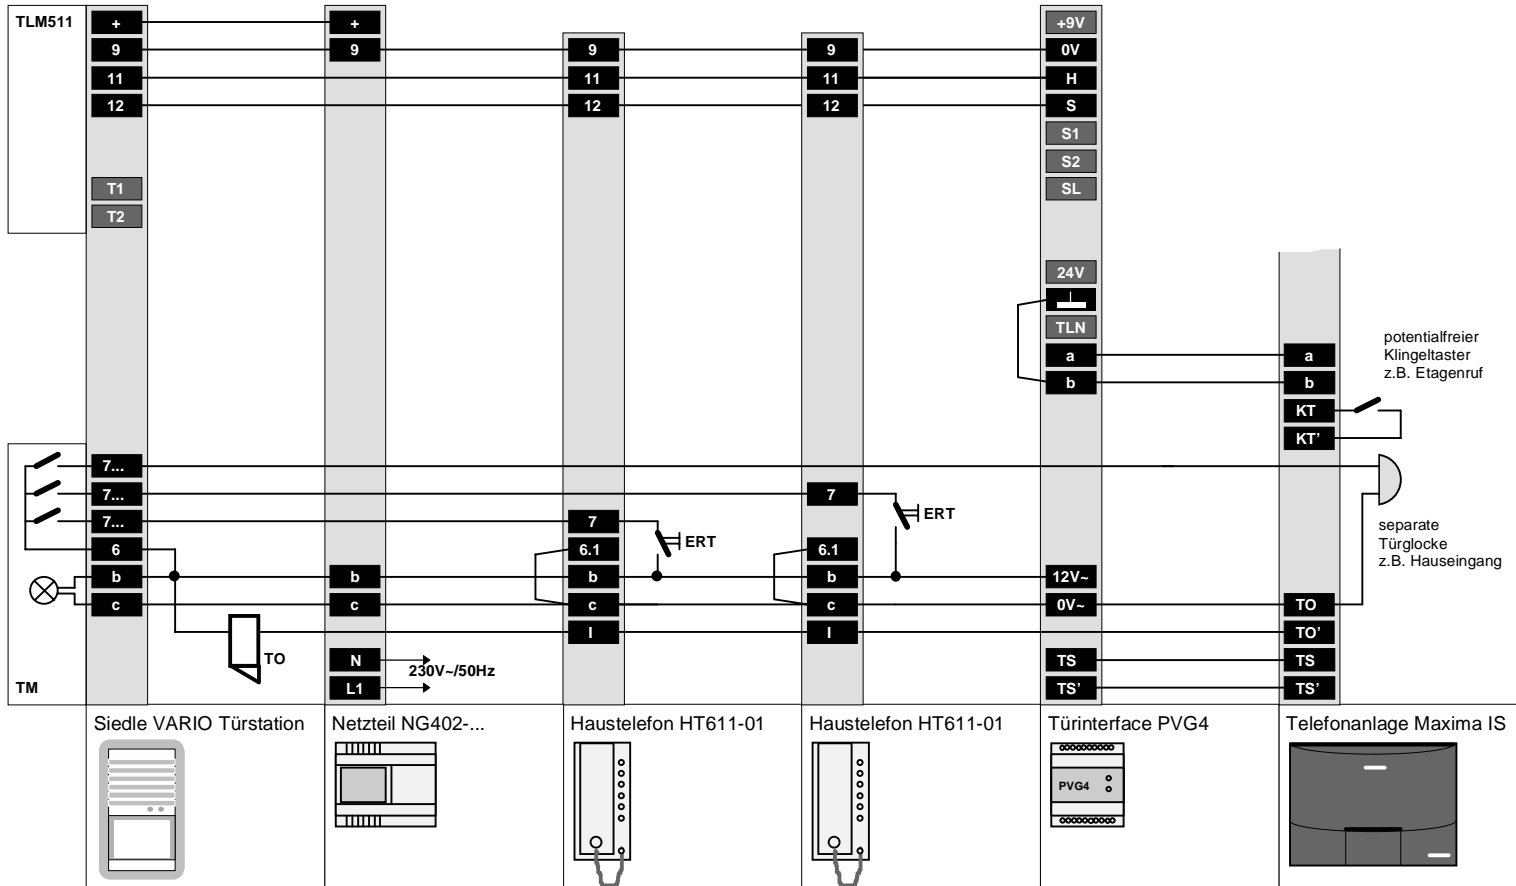 TLM511 + + +9V
9 9 9 9 0V
11 11 11 H
12 12 12 S
S1
S2
T1 SL
T2
24V
TLN
a a
b b
KT
KT’
potentialfreier
Klingeltaster
z.B. Etagenruf
7...
7... 7
7... 7
ERT
ERT
6 6.1 6.1
b b b b 12V~
c c c c 0V~ TO
I I TO’
TO
N TS TS
L1 TS’ TS’
230V~/50Hz
separate
Türglocke
z.B. Hauseingang
TM
Siedle VARIO Türstation
Netzteil NG402-...
Haustelefon HT611-01
Haustelefon HT611-01
Türinterface PVG4
Telefonanlage Maxima IS
PVG4